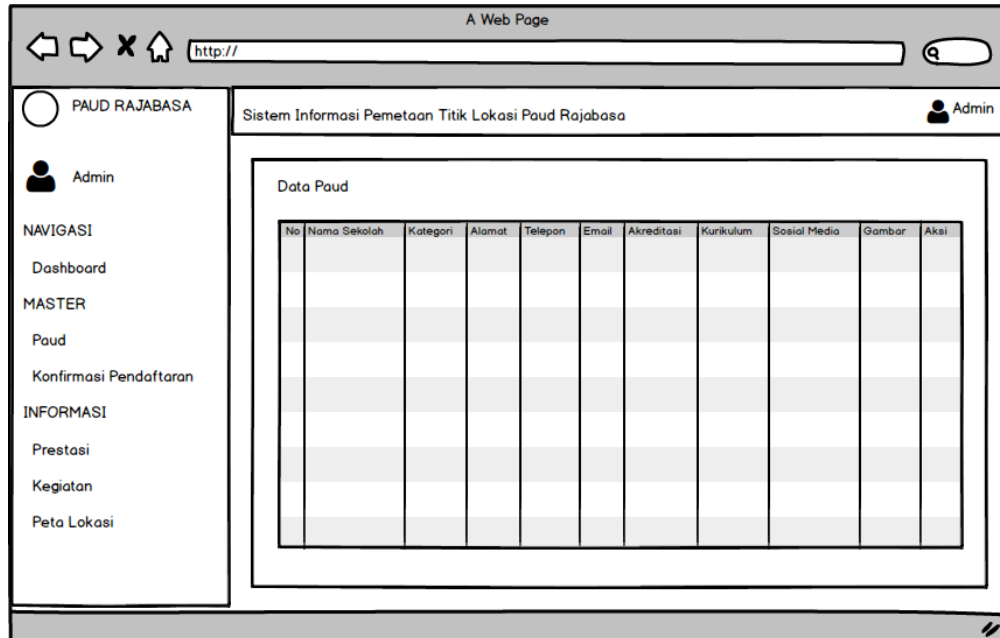 A Web Page
http://
PAUD RAJABASA
Admin
NAVIGASI
Dashboard
MASTER
Paud
Konfirmasi Pendaftaran
INFORMASI
Prestasi
Kegiatan
Peta Lokasi
Sistem Informasi Pemetaan Titik Lokasi Paud Rajabasa
Admin
Data Paud
No Nama Sekolah Kategori Alamat Telepon Email Akreditasi Kurikulum Sosial Media Gambar Aksi